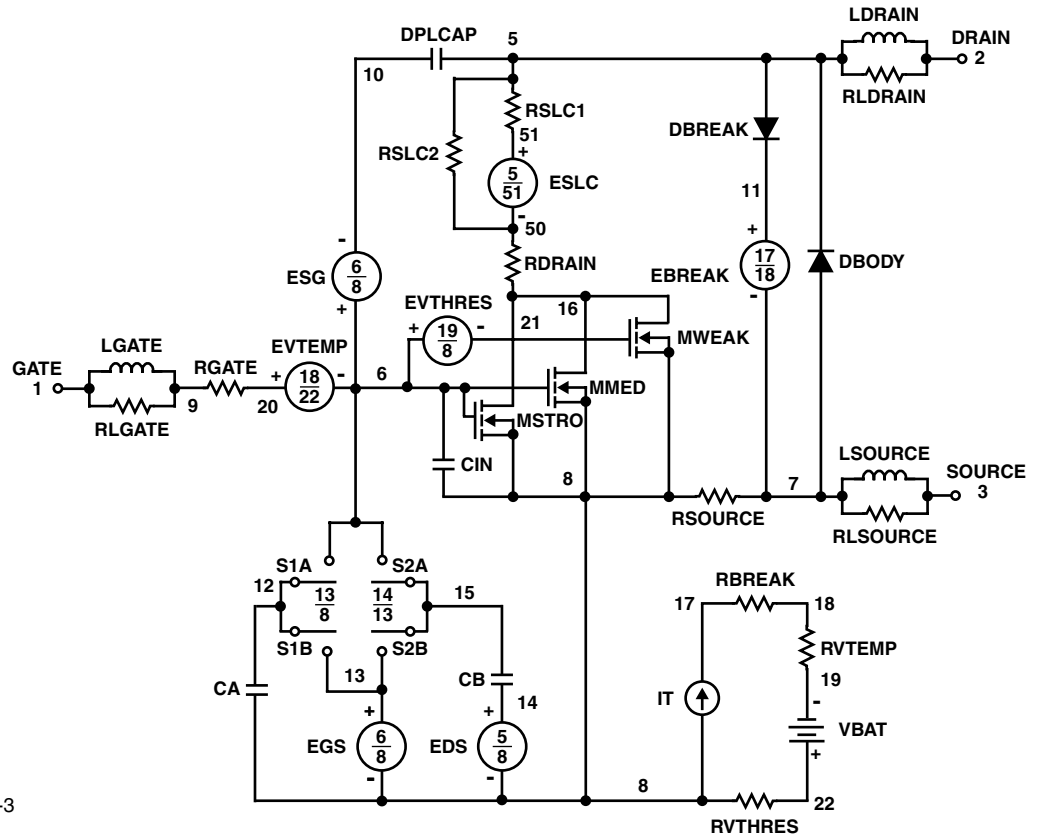 LDRAIN
DPLCAP
5
DRAIN
2
10
RLDRAIN
RSLC1
DBREAK
51
RSLC2
+
5
51
ESLC
11
-
50
-
+
RDRAIN
17
18
DBODY
6
8
EBREAK
ESG
-
EVTHRES
16
+
21
+
19
8
-
MWEAK
LGATE
EVTEMP
GATE
1
RGATE
+
18
22
-
6
MMED
9
20
MSTRO
RLGATE
LSOURCE
CIN
8
7
SOURCE
3
RSOURCE
RLSOURCE
S1A
S2A
12
13
8
14
13
15
RBREAK
17
18
S1B
S2B
RVTEMP
13
CB
19
CA
14
IT
-
+
+
VBAT
EGS
6
8
EDS
5
8
+
-
-
8
22
-3
RVTHRES